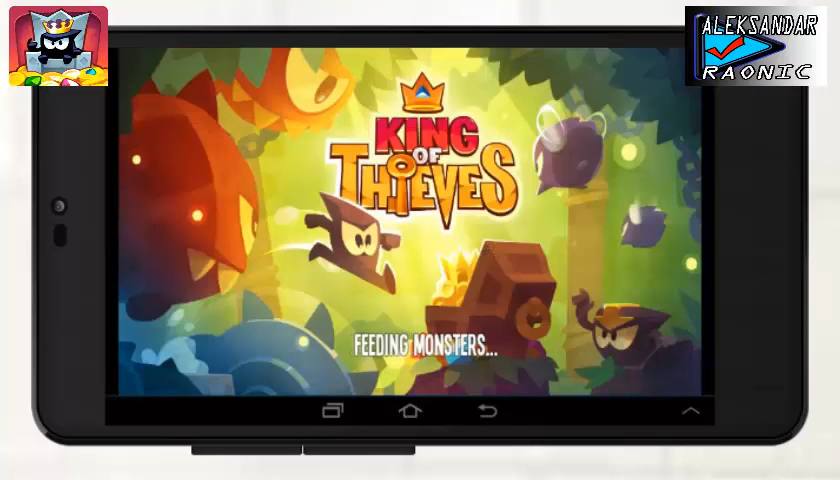 ALEKSANDAR
RAONIC
KING
OF
THIEVES
FEEDING MONSTERS...